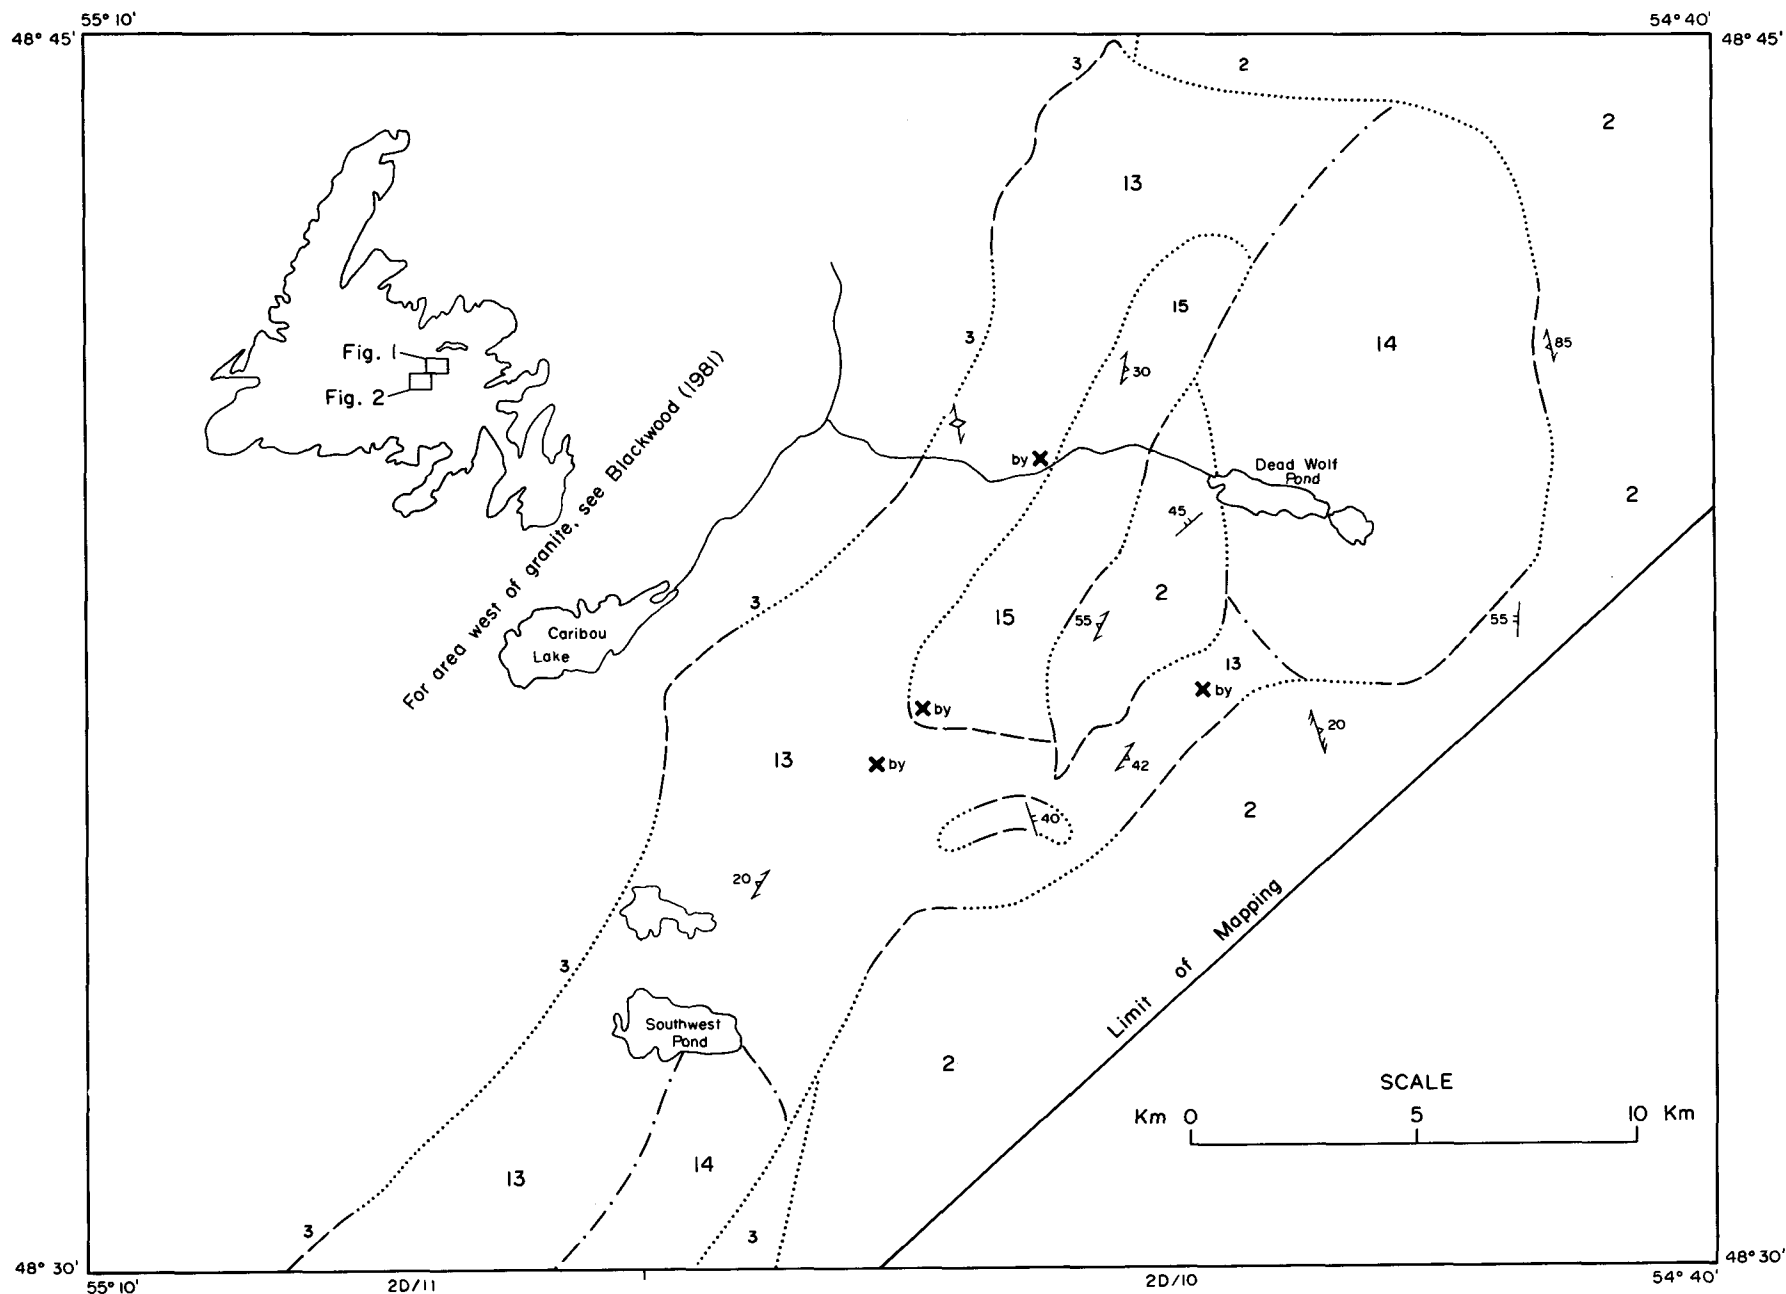 55° 10'
54° 40'
48° 45'
48° 45'
3
2
2
13
15
3
14
85
30
Fig. 1
Fig. 2
For area west of granite, see Blackwood (1981)
by
Dead Wolf
Pond
2
45
3
15
2
55
55
Caribou
Lake
13
by
by
20
13
by
42
2
40
20
Limit of Mapping
3
Southwest
Pond
2
SCALE
Km 0 5 10 Km
13
14
3
3
48° 30'
48° 30'
55° 10'
2D/11
2D/10
54° 40'